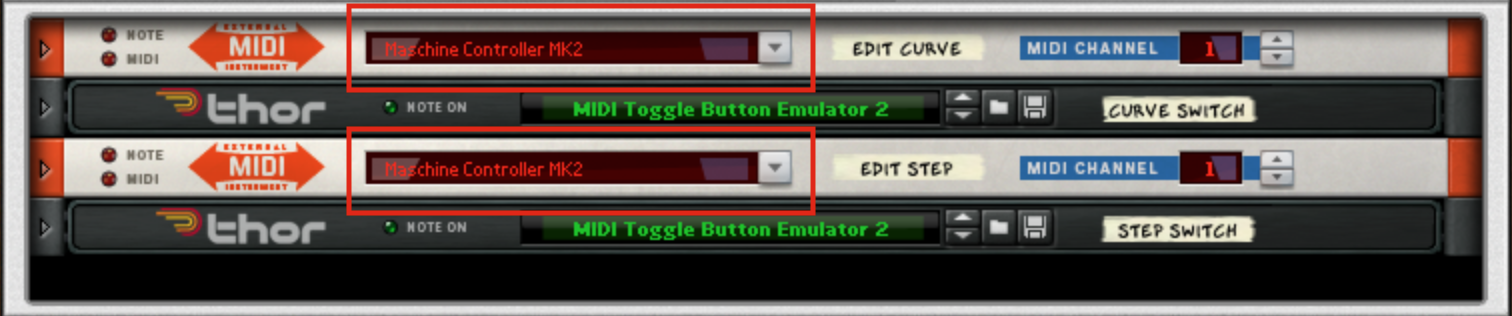 NOTE
MIDI
EXTERNAL
MIDI
INSTRUMENT
Maschine Controller MK2
EDIT CURVE
MIDI CHANNEL
1
thor
NOTE ON
MIDI Toggle Button Emulator 2
CURVE SWITCH
NOTE
MIDI
EXTERNAL
MIDI
INSTRUMENT
Maschine Controller MK2
EDIT STEP
MIDI CHANNEL
1
thor
NOTE ON
MIDI Toggle Button Emulator 2
STEP SWITCH